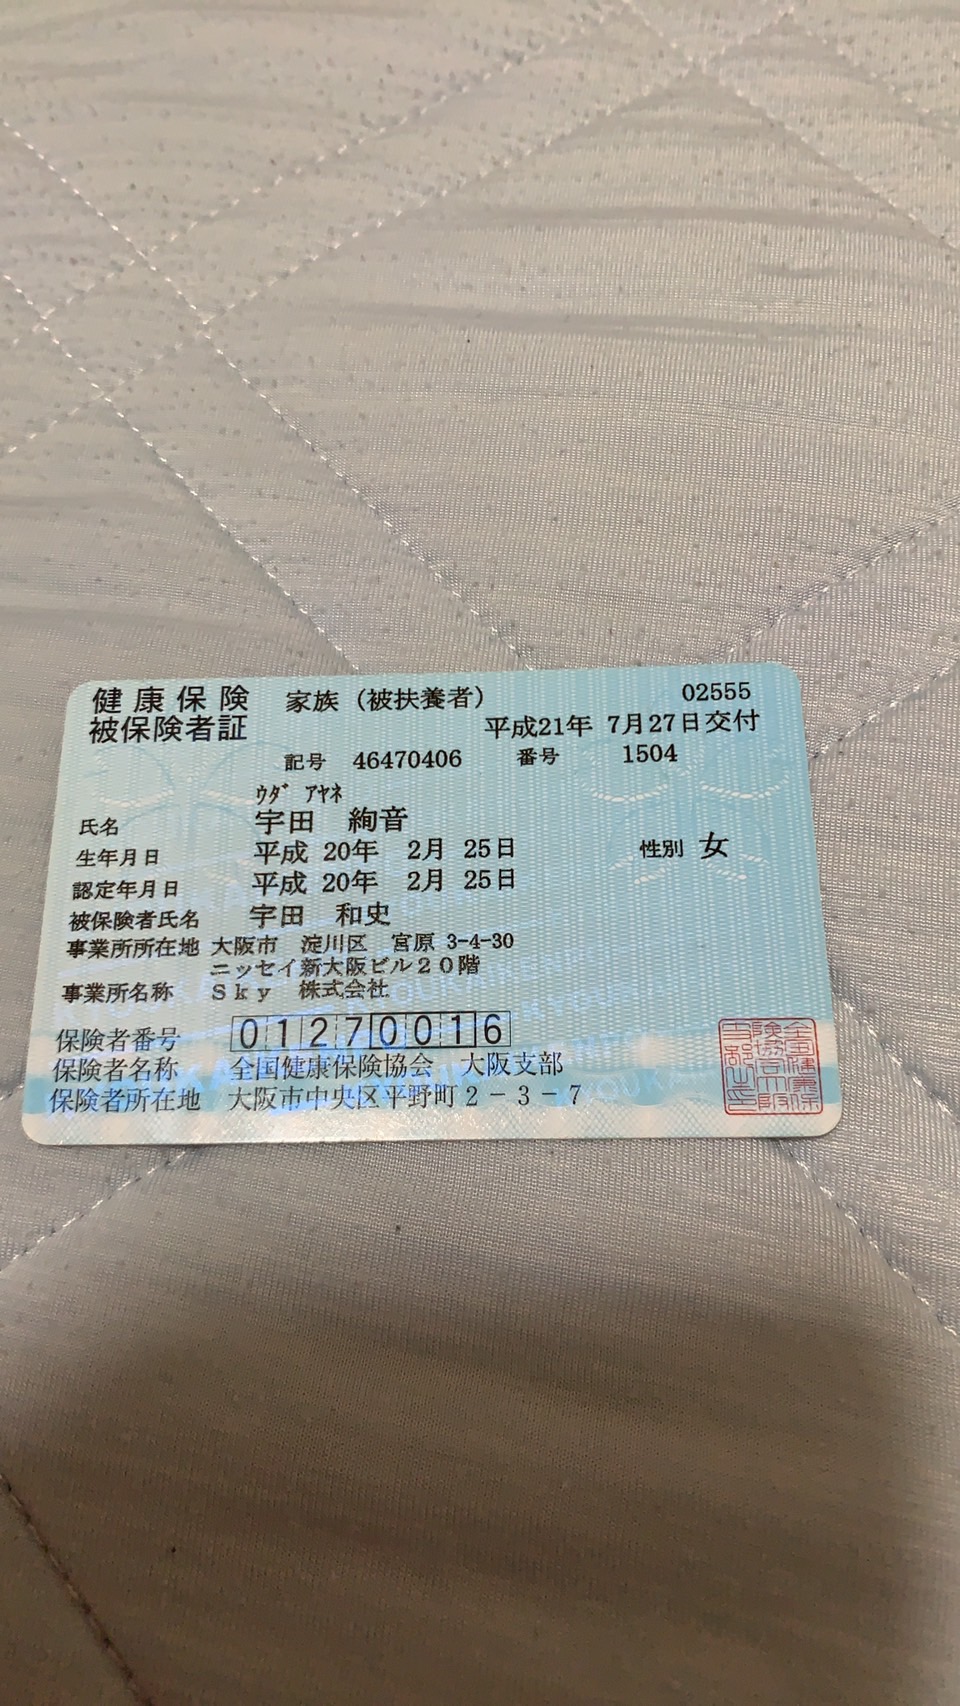 健康保険 家族（被扶養者） 02555
被保険者証 平成21年 7月27日交付
記号 46470406 番号 1504
ウダ アヤネ
氏名 宇田 絢音
生年月日 平成 20年 2月 25日 性別 女
認定年月日 平成 20年 2月 25日
被保険者氏名 宇田 和史
事業所所在地 大阪市 淀川区 宮原 3-4-30
ニッセイ新大阪ビル２０階
事業所名称 Ｓｋｙ 株式会社
保険者番号 01270016
保険者名称 全国健康保険協会 大阪支部
保険者所在地 大阪市中央区平野町２－３－７